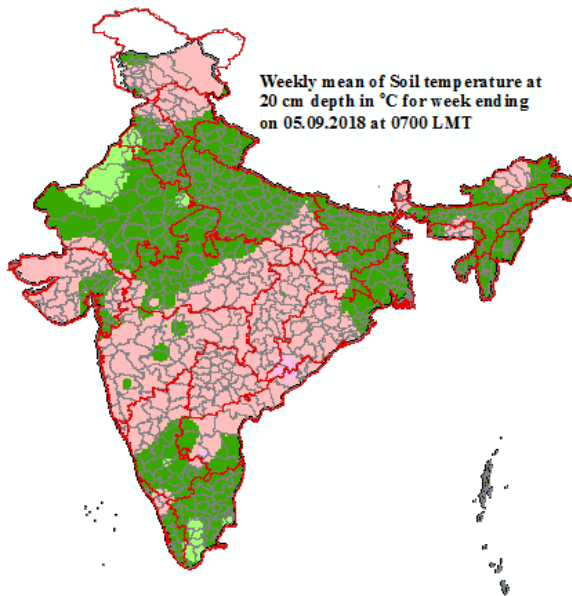 Weekly mean of Soil temperature at
20 cm depth in °C for week ending
on 05.09.2018 at 0700 LMT